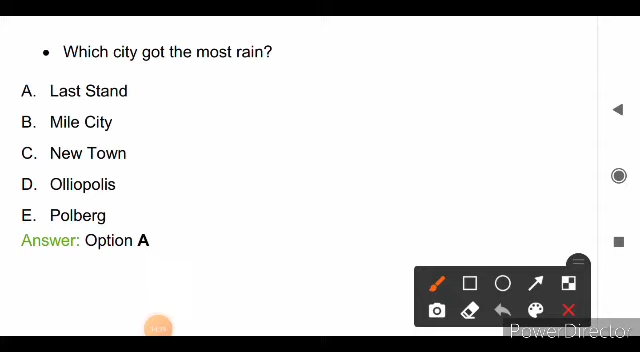 • Which city got the most rain?
A. Last Stand
B. Mile City
C. New Town
D. Olliopolis
E. Polberg
Answer: Option A
PowerDirector